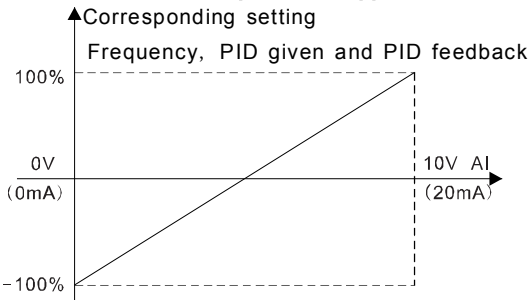 Corresponding setting
Frequency, PID given and PID feedback
100%
0V
10V AI
(0mA)
(20mA)
-100%